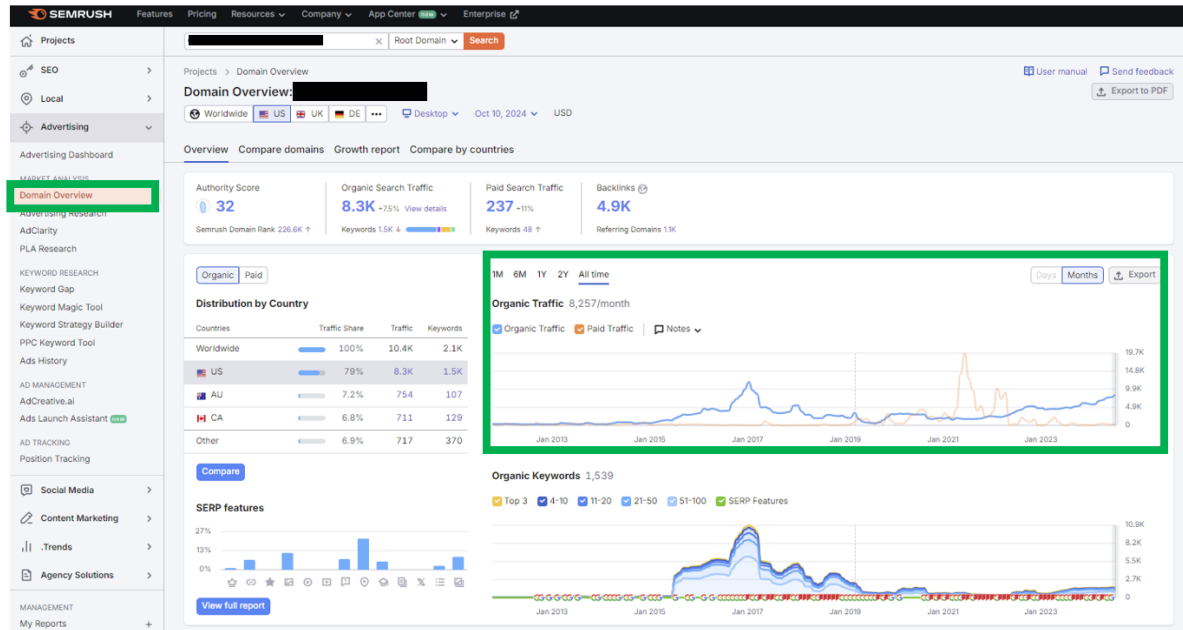 SEMRUSH Features Pricing Resources Company App Center new Enterprise
Projects
SEO
Local
Advertising
Advertising Dashboard
MARKET ANALYSIS
Domain Overview
Advertising Research
AdClarity
PLA Research
KEYWORD RESEARCH
Keyword Gap
Keyword Magic Tool
Keyword Strategy Builder
PPC Keyword Tool
Ads History
AD MANAGEMENT
AdCreative.ai
Ads Launch Assistant new
AD TRACKING
Position Tracking
Social Media
Content Marketing
.Trends
Agency Solutions
MANAGEMENT
My Reports +
× Root Domain Search
Projects > Domain Overview
User manual Send feedback
Domain Overview:
Export to PDF
Worldwide US UK DE ••• Desktop Oct 10, 2024 USD
Overview Compare domains Growth report Compare by countries
Authority Score
32
Semrush Domain Rank 226.6K ↑
Organic Search Traffic
8.3K +7.5% View details
Keywords 1.5K ↓
Paid Search Traffic
237 +11%
Keywords 48 ↑
Backlinks
4.9K
Referring Domains 1.1K
Organic Paid
Distribution by Country
Countries Traffic Share Traffic Keywords
Worldwide 100% 10.4K 2.1K
US 79% 8.3K 1.5K
AU 7.2% 754 107
CA 6.8% 711 129
Other 6.9% 717 370
Compare
SERP features
27%
13%
0%
View full report
1M 6M 1Y 2Y All time
Days Months Export
Organic Traffic 8,257/month
Organic Traffic Paid Traffic Notes
19.7K
14.8K
9.9K
4.9K
0
Jan 2013 Jan 2015 Jan 2017 Jan 2019 Jan 2021 Jan 2023
Organic Keywords 1,539
Top 3 4-10 11-20 21-50 51-100 SERP Features
10.9K
8.2K
5.5K
2.7K
0
Jan 2013 Jan 2015 Jan 2017 Jan 2019 Jan 2021 Jan 2023